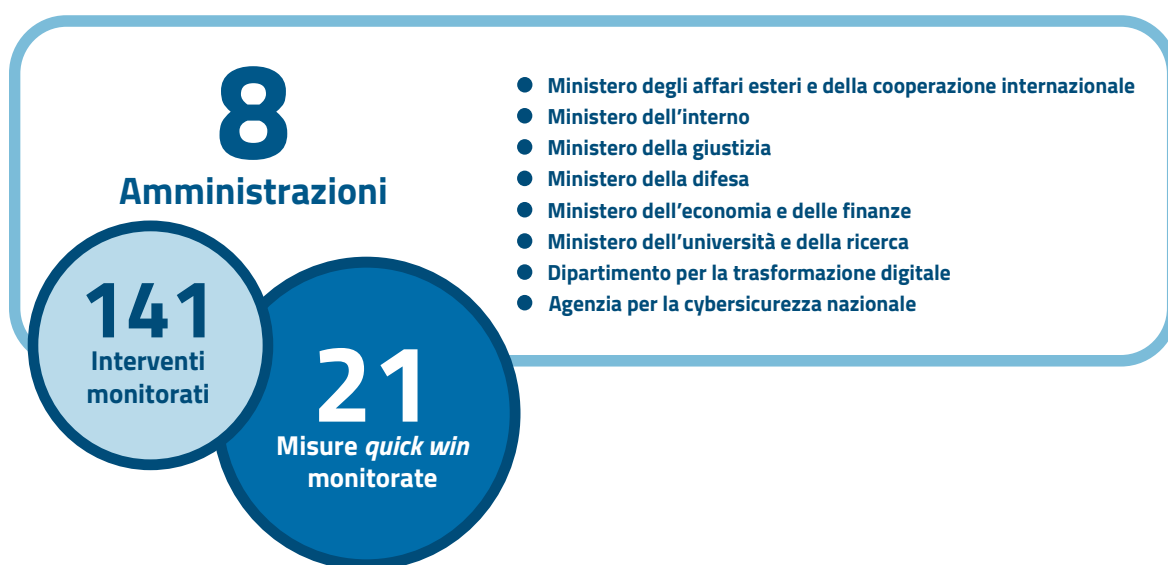 8
Amministrazioni
Ministero degli affari esteri e della cooperazione internazionale
Ministero dell'interno
Ministero della giustizia
Ministero della difesa
Ministero dell'economia e delle finanze
Ministero dell'università e della ricerca
Dipartimento per la trasformazione digitale
Agenzia per la cybersicurezza nazionale
141
Interventi
monitorati
21
Misure quick win
monitorate